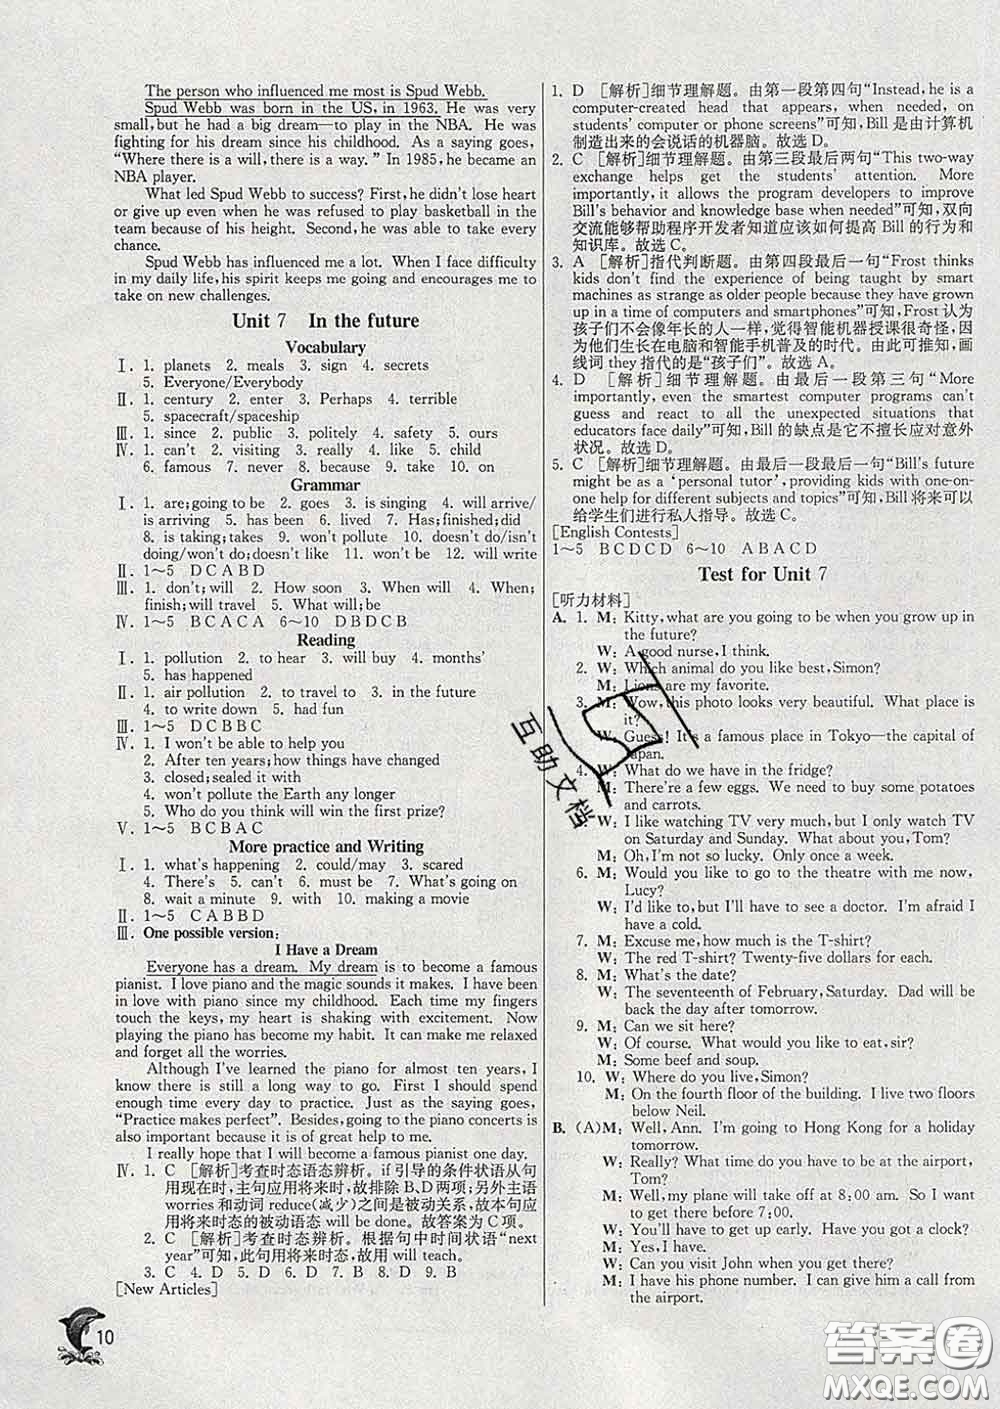 The person who influenced me most is Spud Webb.
Spud Webb was born in the US, in 1963. He was very
small, but he had a big dream—to play in the NBA. He was
fighting for his dream since his childhood. As a saying goes,
“Where there is a will, there is a way.” In 1985, he became an
NBA player.
What led Spud Webb to success? First, he didn't lose heart
or give up even when he was refused to play basketball in the
team because of his height. Second, he was able to take every
chance.
Spud Webb has influenced me a lot. When I face difficulty
in my daily life, his spirit keeps me going and encourages me to
take on new challenges.
Unit 7 In the future
Vocabulary
Ⅰ. 1. planets 2. meals 3. sign 4. secrets
5. Everyone/Everybody
Ⅱ. 1. century 2. enter 3. Perhaps 4. terrible
5. spacecraft/spaceship
Ⅲ. 1. since 2. public 3. politely 4. safety 5. ours
Ⅳ. 1. can't 2. visiting 3. really 4. like 5. child
6. famous 7. never 8. because 9. take 10. on
Grammar
Ⅰ. 1. are; going to be 2. goes 3. is singing 4. will arrive/
is arriving 5. has been 6. lived 7. Has; finished; did
8. is taking; takes 9. won't pollute 10. doesn't do/isn't
doing/won't do; doesn't like 11. won't be 12. will write
Ⅱ. 1～5 DCABD
Ⅲ. 1. don't; will 2. How soon 3. When will 4. When;
finish; will travel 5. What will; be
Ⅳ. 1～5 BCACA 6～10 DBDCB
Reading
Ⅰ. 1. pollution 2. to hear 3. will buy 4. months'
5. has happened
Ⅱ. 1. air pollution 2. to travel to 3. in the future
4. to write down 5. had fun
Ⅲ. 1～5 DCBBC
Ⅳ. 1. I won't be able to help you
2. After ten years; how things have changed
3. closed; sealed it with
4. won't pollute the Earth any longer
5. Who do you think will win the first prize?
Ⅴ. 1～5 BCBAC
More practice and Writing
Ⅰ. 1. what's happening 2. could/may 3. scared
4. There's 5. can't 6. must be 7. What's going on
8. wait a minute 9. with 10. making a movie
Ⅱ. 1～5 CABBD
Ⅲ. One possible version:
I Have a Dream
Everyone has a dream. My dream is to become a famous
pianist. I love piano and the magic sounds it makes. I have been
in love with piano since my childhood. Each time my fingers
touch the keys, my heart is shaking with excitement. Now
playing the piano has become my habit. It can make me relaxed
and forget all the worries.
Although I've learned the piano for almost ten years, I
know there is still a long way to go. First I should spend
enough time every day to practice. Just as the saying goes,
“Practice makes perfect”. Besides, going to the piano concerts is
also important because it is of great help to me.
I really hope that I will become a famous pianist one day.
Ⅳ. 1. C [解析]考查时态语态辨析。if引导的条件状语从句
用现在时，主句应用将来时，故排除B、D两项；另外主语
worries和动词reduce(减少)之间是被动关系，故本句应
用将来时态的被动语态will be done。故答案为C项。
2. C [解析]考查时态辨析。根据句中时间状语“next
year”可知，此句用将来时态，故用will teach。
3. C 4. D 5. D 6. B 7. C 8. D 9. B
[New Articles]
10
1. D [解析]细节理解题。由第一段第四句“Instead, he is a
computer-created head that appears, when needed, on
students' computer or phone screens”可知，Bill是由计算机
制造出来的会说话的机器脑。故选D。
2. C [解析]细节理解题。由第三段最后两句“This two-way
exchange helps get the students' attention. More
importantly, it allows the program developers to improve
Bill's behavior and knowledge base when needed”可知，双向
交流能够帮助程序开发者知道应该如何提高Bill的行为和
知识库。故选C。
3. A [解析]指代判断题。由第四段最后一句“Frost thinks
kids don't find the experience of being taught by smart
machines as strange as older people because they have grown
up in a time of computers and smartphones”可知，Frost认为
孩子们不会像年长的人一样，觉得智能机器授课很奇怪，因
为他们生长在电脑和智能手机普及的时代。由此可推知，画
线词they指代的是“孩子们”。故选A。
4. D [解析]细节理解题。由最后一段第三句“More
importantly, even the smartest computer programs can't
guess and react to all the unexpected situations that
educators face daily”可知，Bill的缺点是它不擅长应对意外
状况。故选D。
5. C [解析]细节理解题。由最后一段最后一句“Bill's future
might be as a ‘personal tutor’, providing kids with one-on-
one help for different subjects and topics”可知，Bill将来可以
给学生们进行私人指导。故选C。
[English Contests]
1～5 BCDCD 6～10 ABACD
Test for Unit 7
[听力材料]
A. 1. M: Kitty, what are you going to be when you grow up in
the future?
W: A good nurse, I think.
2. W: Which animal do you like best, Simon?
M: Lions are my favorite.
3. M: Wow, this photo looks very beautiful. What place is
it?
W: Guess! It's a famous place in Tokyo—the capital of
Japan.
4. W: What do we have in the fridge?
M: There're a few eggs. We need to buy some potatoes
and carrots.
5. W: I like watching TV very much, but I only watch TV
on Saturday and Sunday. What about you, Tom?
M: Oh, I'm not so lucky. Only once a week.
6. M: Would you like to go to the theatre with me,
Lucy?
W: I'd like to, but I'll have to see a doctor. I'm afraid I
have a cold.
7. M: Excuse me, how much is the T-shirt?
W: The red T-shirt? Twenty-five dollars for each.
8. M: What's the date?
W: The seventeenth of February, Saturday. Dad will be
back the day after tomorrow.
9. M: Can we sit here?
W: Of course. What would you like to eat, sir?
M: Some beef and soup.
10. W: Where do you live, Simon?
M: On the fourth floor of the building. I live two floors
below Neil.
B. (A) M: Well, Ann. I'm going to Hong Kong for a holiday
tomorrow.
W: Really? What time do you have to be at the airport,
Tom?
M: Well, my plane will take off at 8:00 am. So I want
to get there before 7:00.
W: You'll have to get up early. Have you got a clock?
M: Yes, I have.
W: Can you visit John when you get there?
M: I have his phone number. I can give him a call from
the airport.
互助文档
答案圈
MXQE.COM